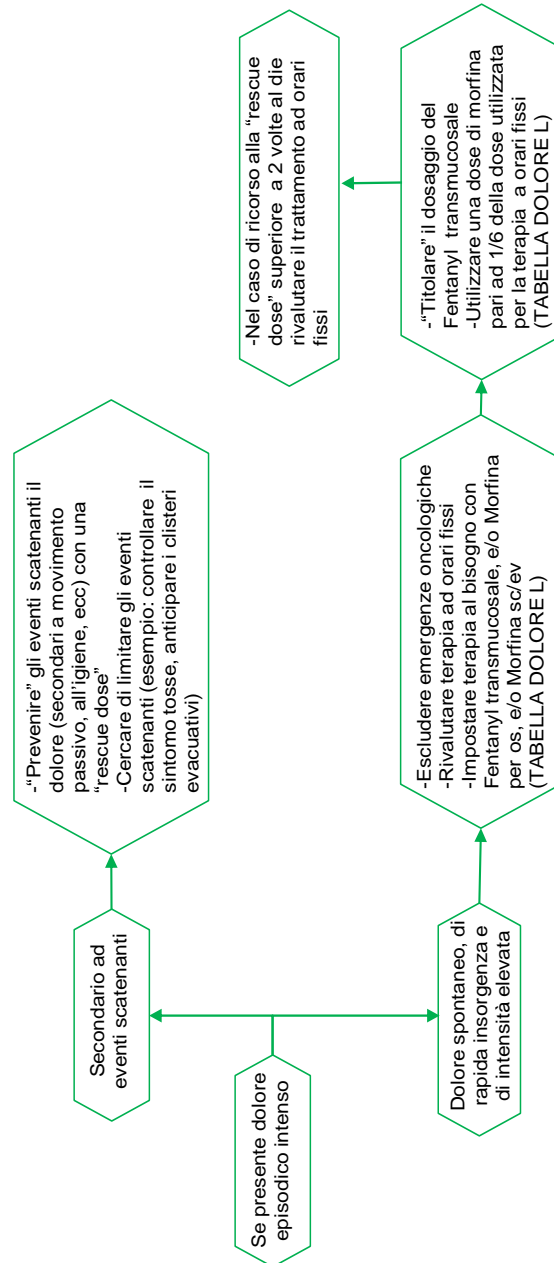 Se presente dolore
episodico intenso
Secondario ad
eventi scatenanti
-“Prevenire” gli eventi scatenanti il
dolore (secondari a movimento
passivo, all’igiene, ecc) con una
“rescue dose”
-Cercare di limitare gli eventi
scatenanti (esempio: controllare il
sintomo tosse, anticipare i clisteri
evacuativi)
Dolore spontaneo, di
rapida insorgenza e
di intensità elevata
-Escludere emergenze oncologiche
-Rivalutare terapia ad orari fissi
-Impostare terapia al bisogno con
Fentanyl transmucosale, e/o Morfina
per os, e/o Morfina sc/ev
(TABELLA DOLORE L)
-“Titolare” il dosaggio del
Fentanyl transmucosale
-Utilizzare una dose di morfina
pari ad 1/6 della dose utilizzata
per la terapia a orari fissi
(TABELLA DOLORE L)
-Nel caso di ricorso alla “rescue
dose” superiore a 2 volte al die
rivalutare il trattamento ad orari
fissi